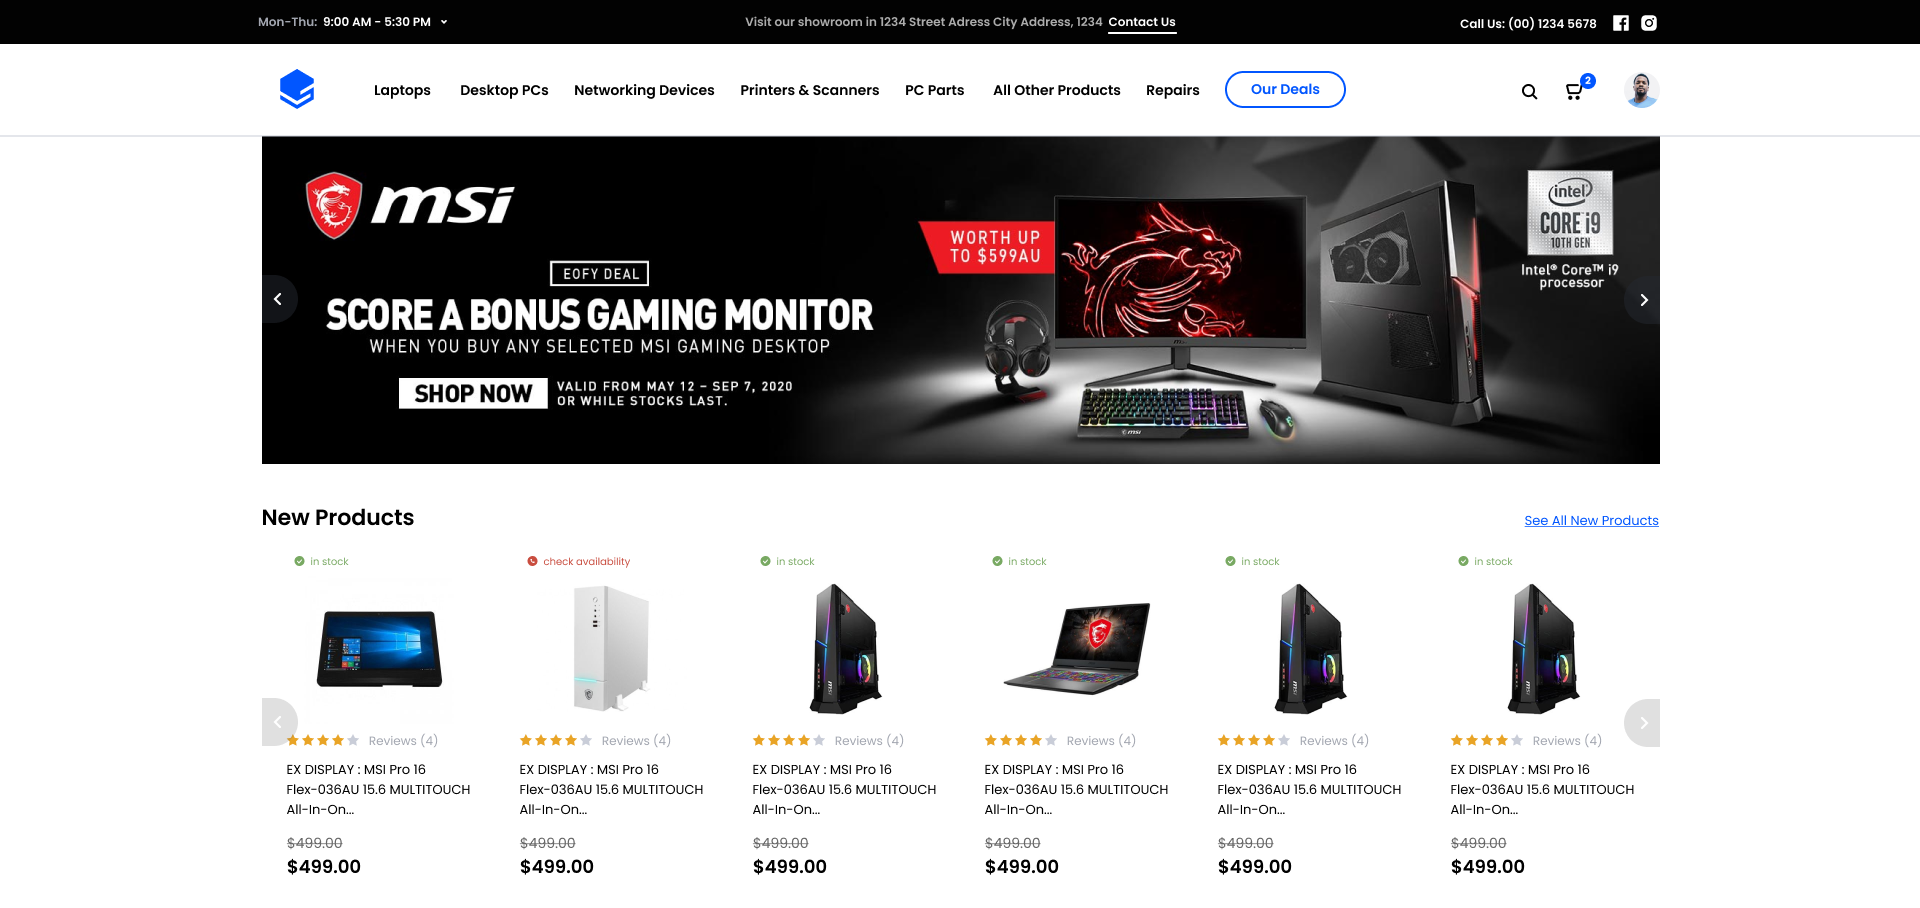 Mon-Thu: 9:00 AM - 5:30 PM
Visit our showroom in 1234 Street Adress City Address, 1234 Contact Us
Call Us: (00) 1234 5678
Laptops
Desktop PCs
Networking Devices
Printers & Scanners
PC Parts
All Other Products
Repairs
Our Deals
2
msi
EOFY DEAL
SCORE A BONUS GAMING MONITOR
WHEN YOU BUY ANY SELECTED MSI GAMING DESKTOP
SHOP NOW
VALID FROM MAY 12 – SEP 7, 2020
OR WHILE STOCKS LAST.
WORTH UP
TO $599AU
msi
msi
intel
CORE i9
10TH GEN
Intel® Core™ i9
processor
New Products
See All New Products
in stock
check availability
in stock
in stock
in stock
in stock
msi
msi
msi
Reviews (4)
Reviews (4)
Reviews (4)
Reviews (4)
Reviews (4)
Reviews (4)
EX DISPLAY : MSI Pro 16
Flex-036AU 15.6 MULTITOUCH
All-In-On...
EX DISPLAY : MSI Pro 16
Flex-036AU 15.6 MULTITOUCH
All-In-On...
EX DISPLAY : MSI Pro 16
Flex-036AU 15.6 MULTITOUCH
All-In-On...
EX DISPLAY : MSI Pro 16
Flex-036AU 15.6 MULTITOUCH
All-In-On...
EX DISPLAY : MSI Pro 16
Flex-036AU 15.6 MULTITOUCH
All-In-On...
EX DISPLAY : MSI Pro 16
Flex-036AU 15.6 MULTITOUCH
All-In-On...
$499.00
$499.00
$499.00
$499.00
$499.00
$499.00
$499.00
$499.00
$499.00
$499.00
$499.00
$499.00